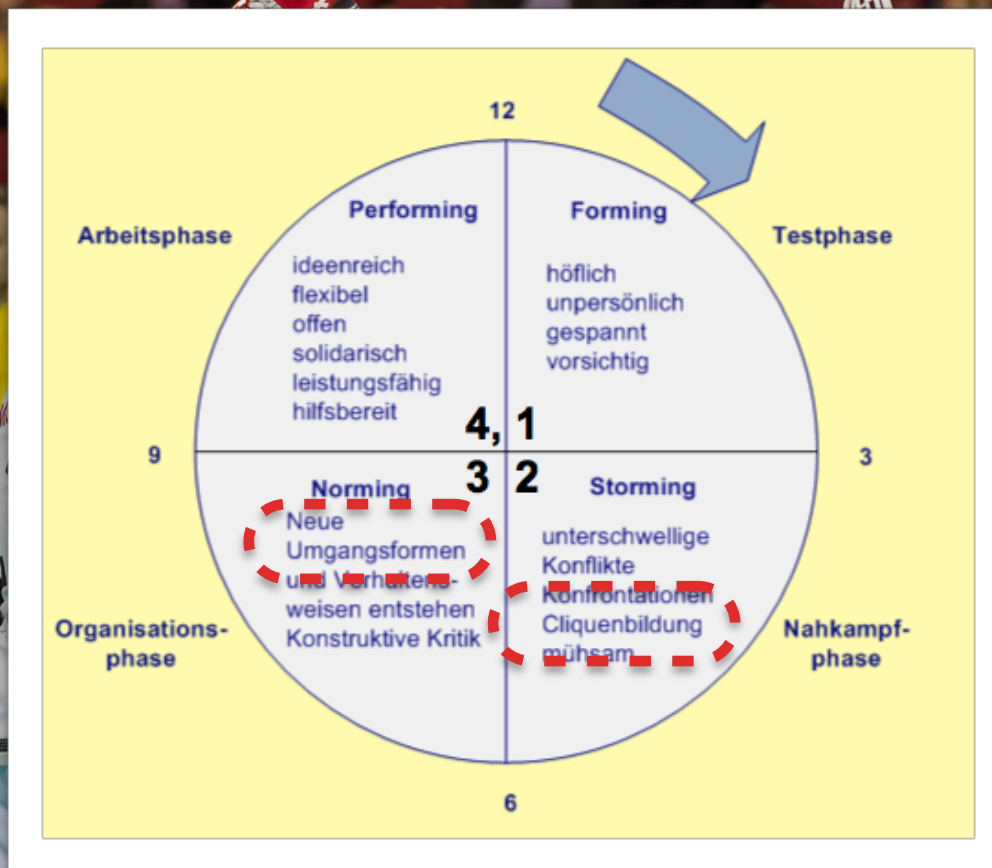 12
Performing
ideenreich
flexibel
offen
solidarisch
leistungsfähig
hilfsbereit
4,
Forming
höflich
unpersönlich
gespannt
vorsichtig
1
Arbeitsphase
Testphase
9
3
Norming
3
Neue
Umgangsformen
und Verhaltens-
weisen entstehen
Konstruktive Kritik
2
Storming
unterschwellige
Konflikte
Konfrontationen
Cliquenbildung
mühsam
Organisations-
phase
Nahkampf-
phase
6